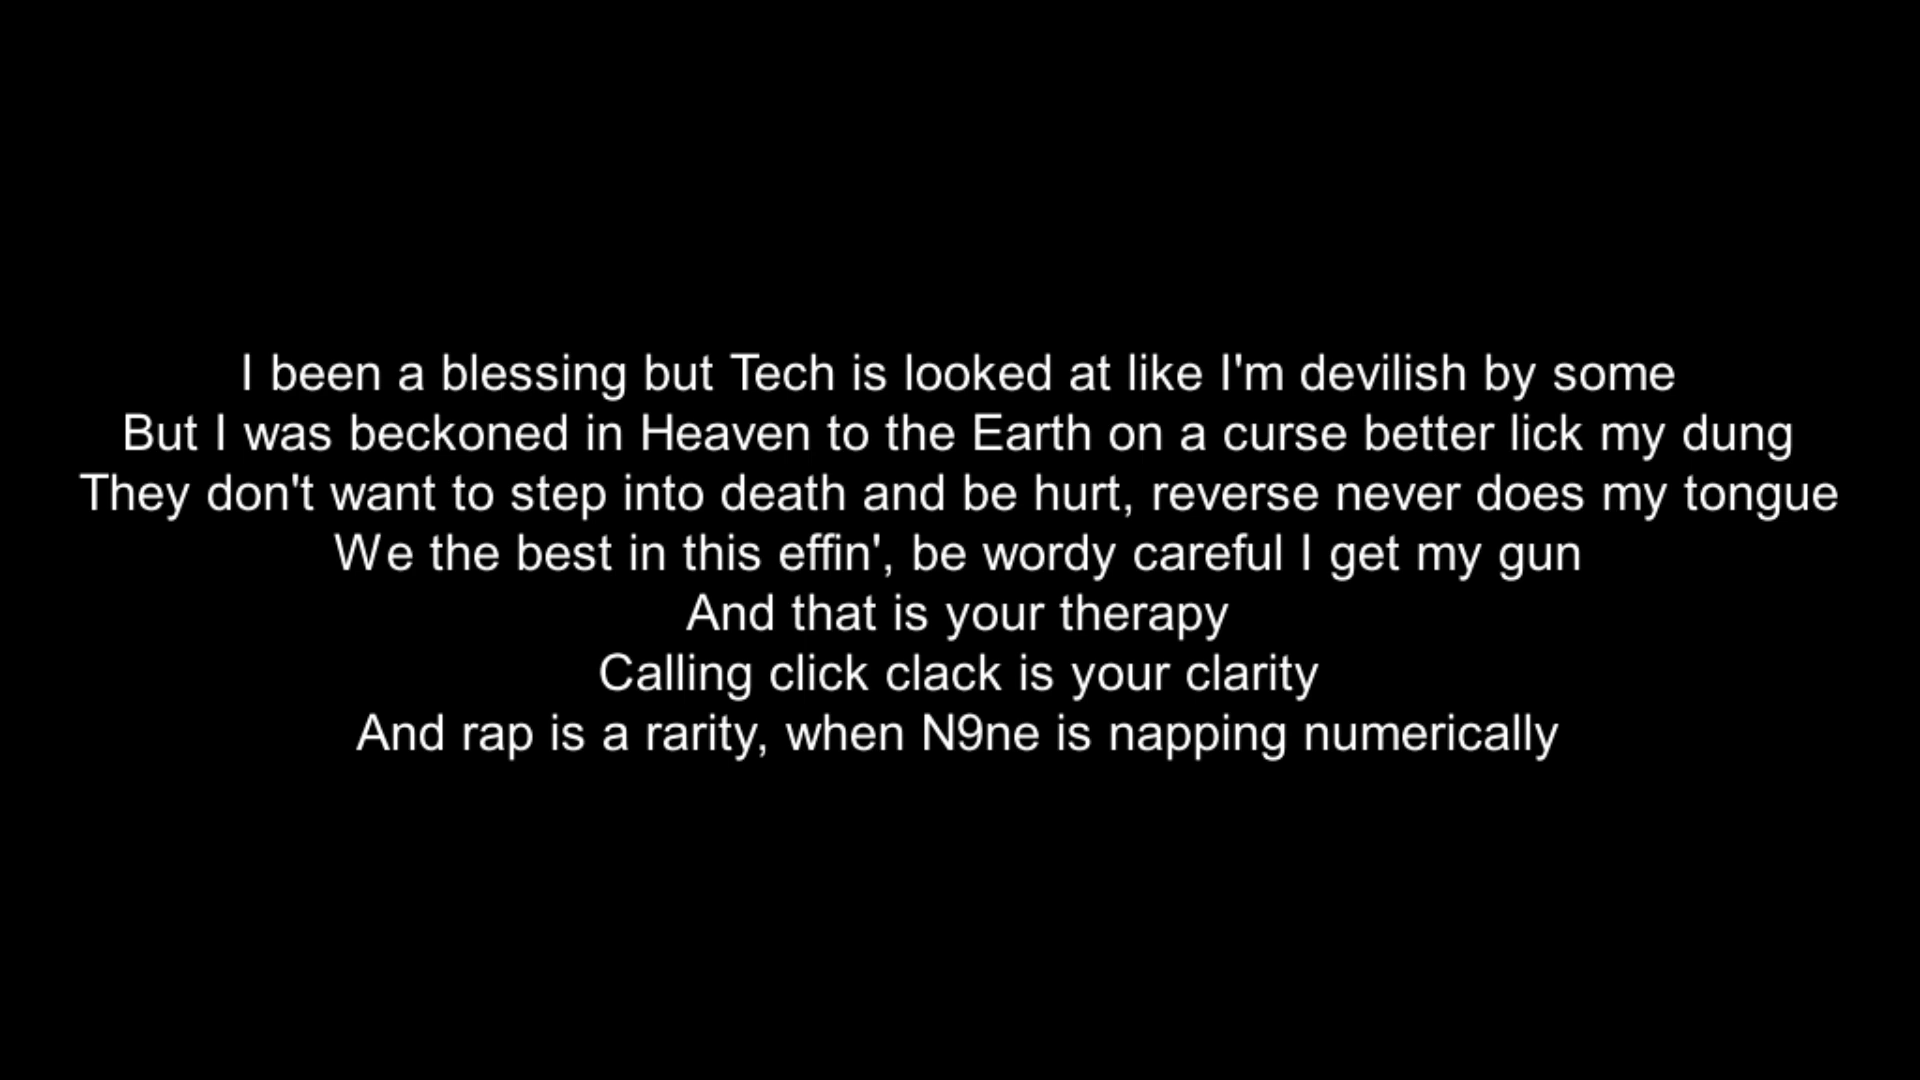 I been a blessing but Tech is looked at like I'm devilish by some
But I was beckoned in Heaven to the Earth on a curse better lick my dung
They don't want to step into death and be hurt, reverse never does my tongue
We the best in this effin', be wordy careful I get my gun
And that is your therapy
Calling click clack is your clarity
And rap is a rarity, when N9ne is napping numerically